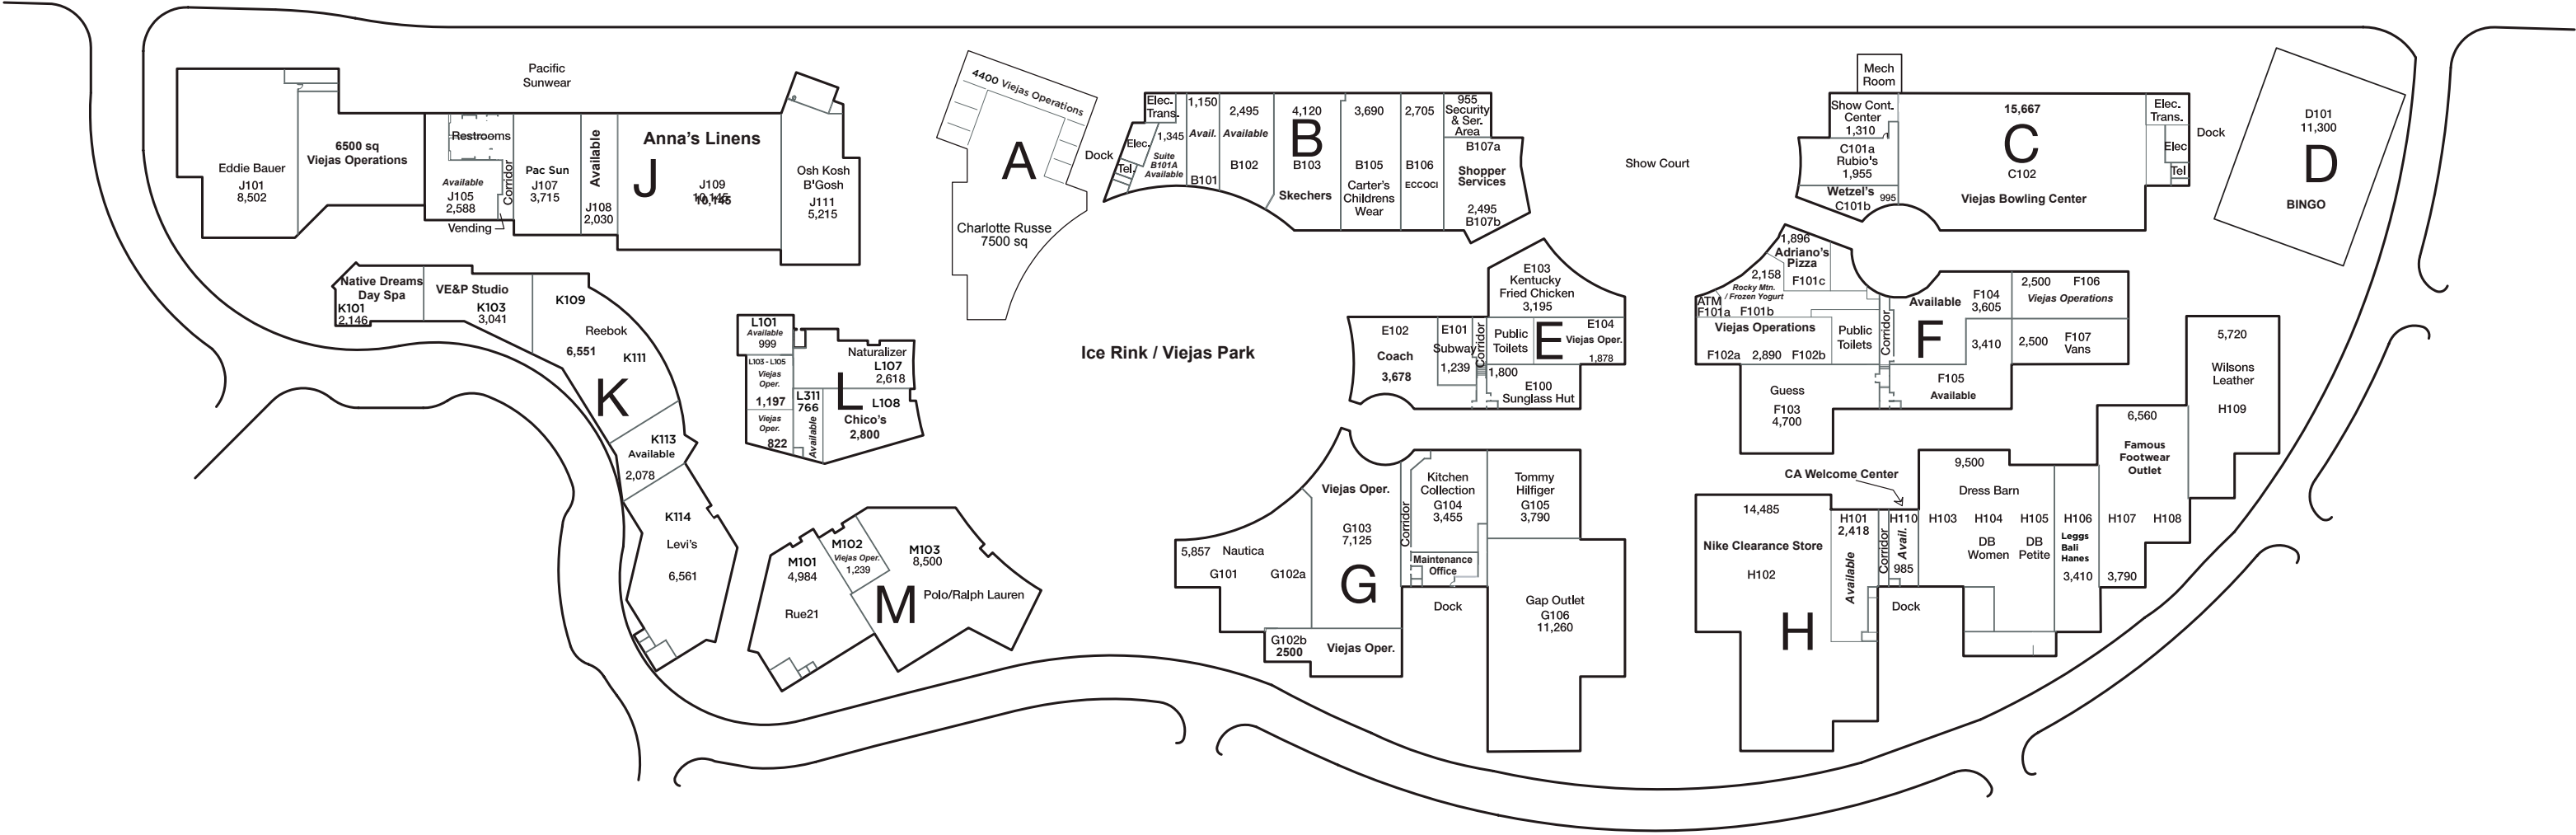 Pacific
Sunwear
Eddie Bauer
J101
8,502
6500 sq
Viejas Operations
Restrooms
Available
J105
2,588
Corridor
Vending
Pac Sun
J107
3,715
Available
J108
2,030
Anna's Linens
J
J109
10,145
Osh Kosh
B'Gosh
J111
5,215
4400 Viejas Operations
A
Charlotte Russe
7500 sq
Dock
Elec.
Trans.
Elec.
Tel.
1,345
Suite
B101A
Available
1,150
Avail.
B101
2,495
Available
B102
4,120
B
B103
Skechers
3,690
B105
Carter's
Childrens
Wear
2,705
B106
ECCOCI
955
Security
& Ser.
Area
B107a
Shopper
Services
2,495
B107b
Show Court
Mech
Room
Show Cont.
Center
1,310
C101a
Rubio's
1,955
Wetzel's
995
C101b
15,667
C
C102
Viejas Bowling Center
Elec.
Trans.
Elec
Tel
Dock
D101
11,300
D
BINGO
Native Dreams
Day Spa
K101
2,146
VE&P Studio
K103
3,041
K109
Reebok
6,551
K111
K
K113
Available
2,078
K114
Levi's
6,561
L101
Available
999
L103 - L105
Viejas
Oper.
1,197
Viejas
Oper.
822
L311
766
Available
Naturalizer
L107
2,618
L
L108
Chico's
2,800
Ice Rink / Viejas Park
E103
Kentucky
Fried Chicken
3,195
E102
Coach
3,678
E101
Subway
1,239
Corridor
Public
Toilets
E
E104
Viejas Oper.
1,878
1,800
E100
Sunglass Hut
1,896
Adriano's
Pizza
F101c
2,158
Rocky Mtn.
/ Frozen Yogurt
ATM
F101a
F101b
Viejas Operations
F102a
2,890
F102b
Public
Toilets
Corridor
Available
F
F104
3,605
2,500
F106
Viejas Operations
3,410
2,500
F107
Vans
F105
Available
Guess
F103
4,700
5,720
Wilsons
Leather
H109
6,560
Famous
Footwear
Outlet
CA Welcome Center
9,500
Dress Barn
14,485
Nike Clearance Store
H102
H
H101
2,418
Available
Corridor
H110
Avail.
985
Dock
H103
H104
DB
Women
H105
DB
Petite
H106
Leggs
Bali
Hanes
3,410
H107
H108
3,790
M101
4,984
Rue21
M102
Viejas Oper.
1,239
M
M103
8,500
Polo/Ralph Lauren
5,857
Nautica
G101
G102a
Viejas Oper.
G103
7,125
G
G102b
2500
Viejas Oper.
Corridor
Kitchen
Collection
G104
3,455
Maintenance
Office
Dock
Tommy
Hilfiger
G105
3,790
Gap Outlet
G106
11,260